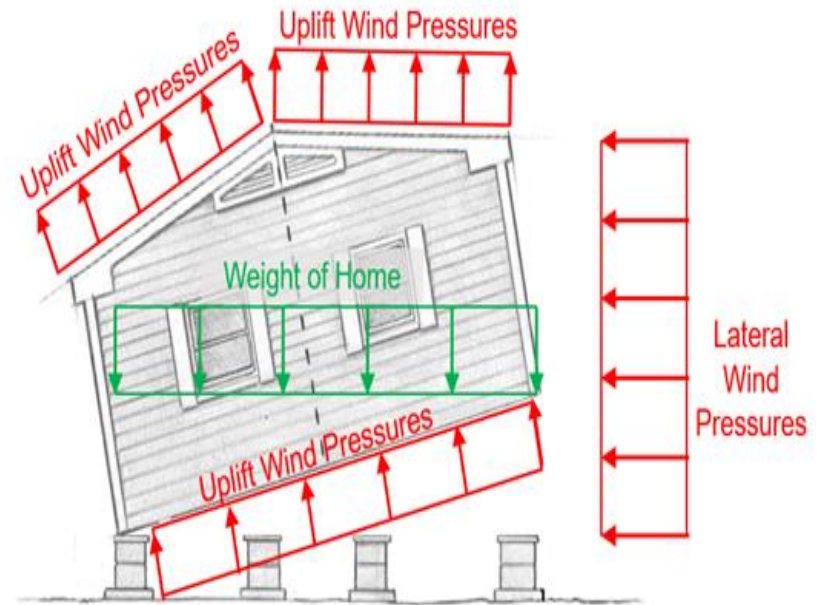 Uplift Wind Pressures
Uplift Wind Pressures
Weight of Home
Lateral
Wind
Pressures
Uplift Wind Pressures